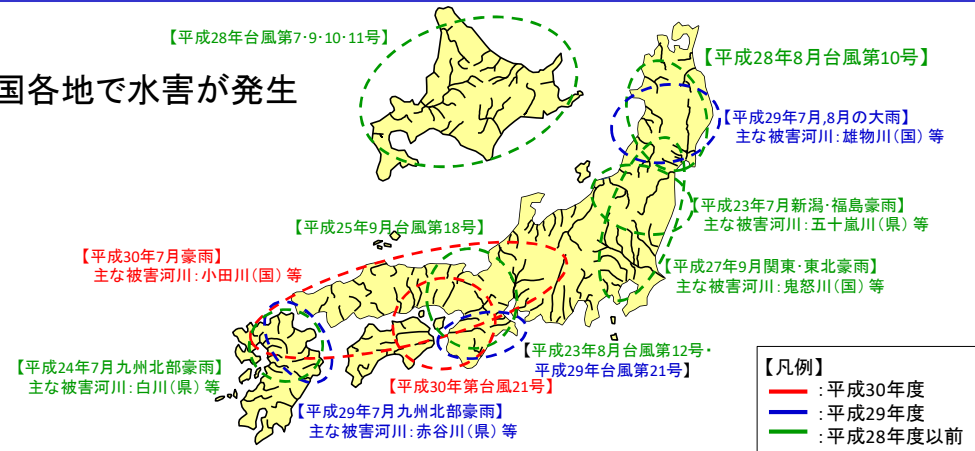 【平成28年台風第7・9・10・11号】
国各地で水害が発生
【平成28年8月台風第10号】
【平成29年7月,8月の大雨】
主な被害河川：雄物川（国）等
【平成23年7月新潟・福島豪雨】
主な被害河川：五十嵐川（県）等
【平成25年9月台風第18号】
【平成30年7月豪雨】
主な被害河川：小田川（国）等
【平成27年9月関東・東北豪雨】
主な被害河川：鬼怒川（国）等
【平成23年8月台風第12号・
平成29年台風第21号】
【平成24年7月九州北部豪雨】
主な被害河川：白川（県）等
【平成30年第台風21号】
【平成29年7月九州北部豪雨】
主な被害河川：赤谷川（県）等
【凡例】
：平成30年度
：平成29年度
：平成28年度以前